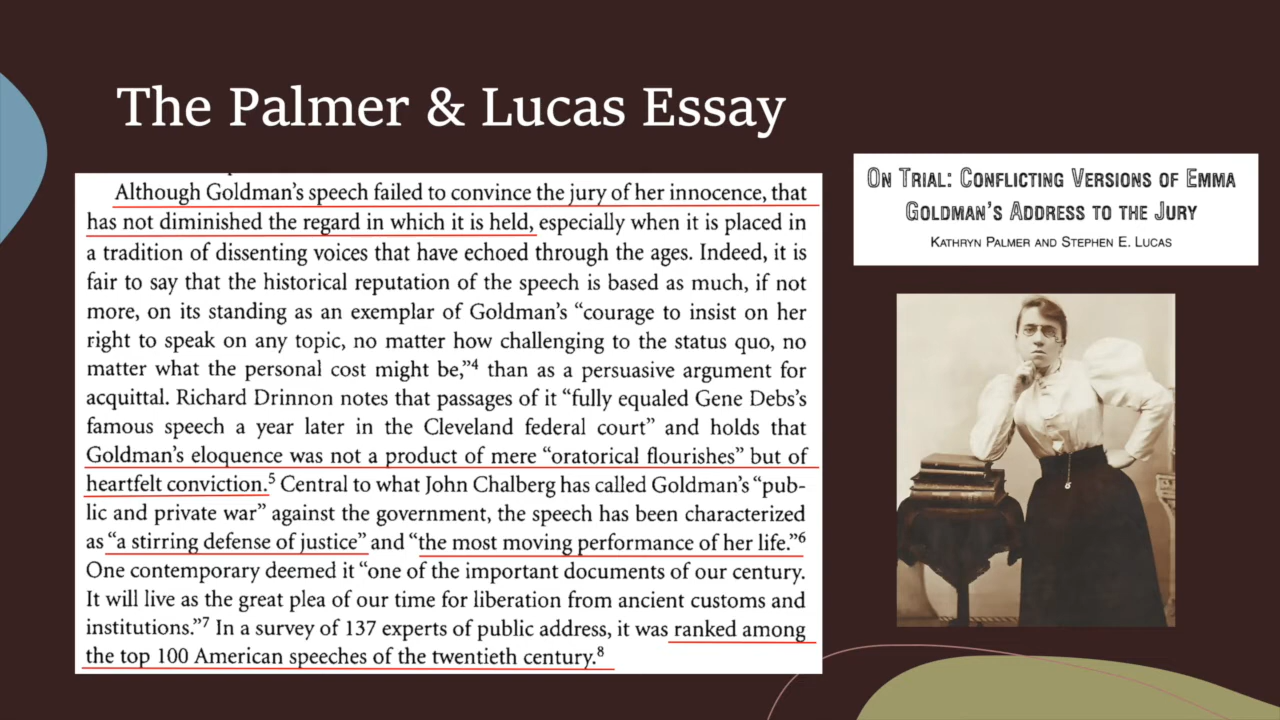 The Palmer & Lucas Essay
Although Goldman's speech failed to convince the jury of her innocence, that
has not diminished the regard in which it is held, especially when it is placed in
a tradition of dissenting voices that have echoed through the ages. Indeed, it is
fair to say that the historical reputation of the speech is based as much, if not
more, on its standing as an exemplar of Goldman's “courage to insist on her
right to speak on any topic, no matter how challenging to the status quo, no
matter what the personal cost might be,”4 than as a persuasive argument for
acquittal. Richard Drinnon notes that passages of it “fully equaled Gene Debs's
famous speech a year later in the Cleveland federal court” and holds that
Goldman's eloquence was not a product of mere “oratorical flourishes” but of
heartfelt conviction.5 Central to what John Chalberg has called Goldman's “pub-
lic and private war” against the government, the speech has been characterized
as “a stirring defense of justice” and “the most moving performance of her life.”6
One contemporary deemed it “one of the important documents of our century.
It will live as the great plea of our time for liberation from ancient customs and
institutions.”7 In a survey of 137 experts of public address, it was ranked among
the top 100 American speeches of the twentieth century.8
On Trial: Conflicting Versions of Emma
Goldman's Address to the Jury
Kathryn Palmer and Stephen E. Lucas